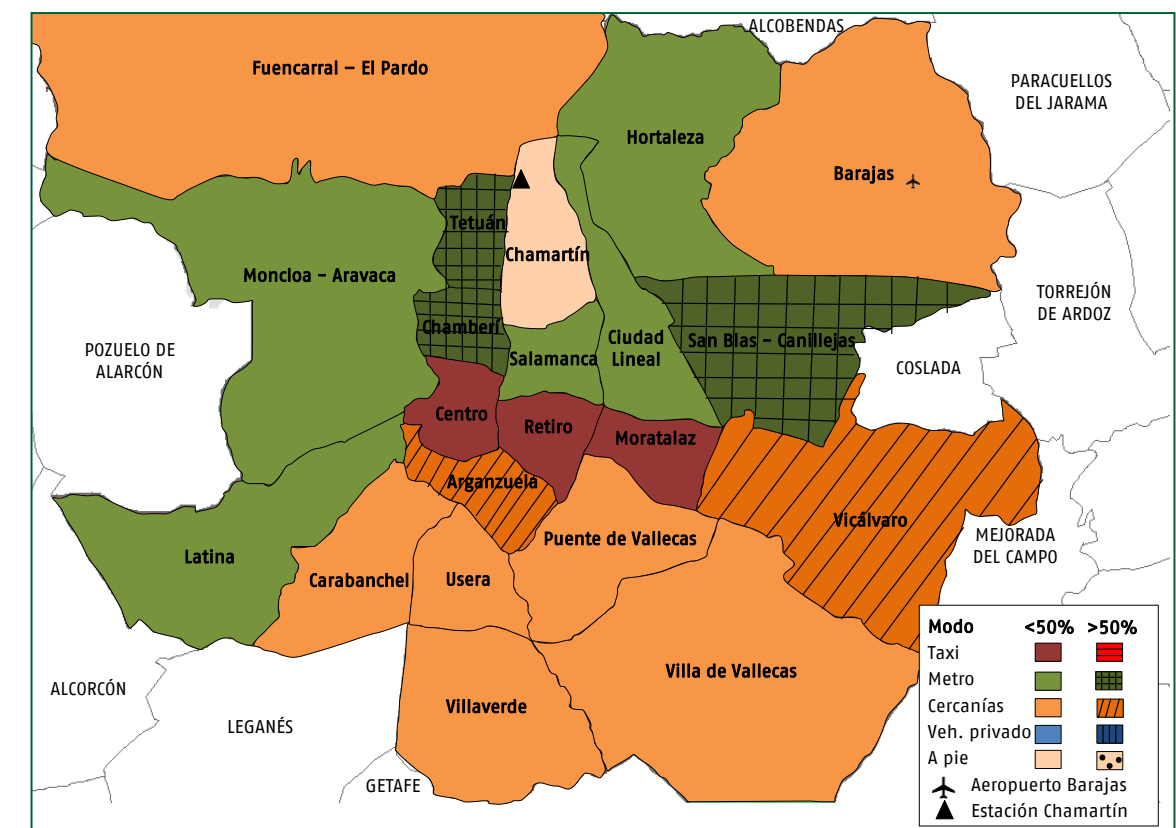 ALCOBENDAS
Fuencarral – El Pardo
PARACUELLOS
DEL JARAMA
Hortaleza
Barajas
Tetuán
Chamartín
Moncloa – Aravaca
TORREJÓN
DE ARDOZ
Chamberí
Ciudad
Lineal
San Blas – Canillejas
POZUELO DE
ALARCÓN
Salamanca
COSLADA
Centro
Retiro
Moratalaz
Arganzuela
Vicálvaro
Puente de Vallecas
MEJORADA
DEL CAMPO
Latina
Carabanchel
Usera
Villa de Vallecas
ALCORCÓN
Villaverde
LEGANÉS
GETAFE
Modo <50% >50%
Taxi
Metro
Cercanías
Veh. privado
A pie
Aeropuerto Barajas
Estación Chamartín